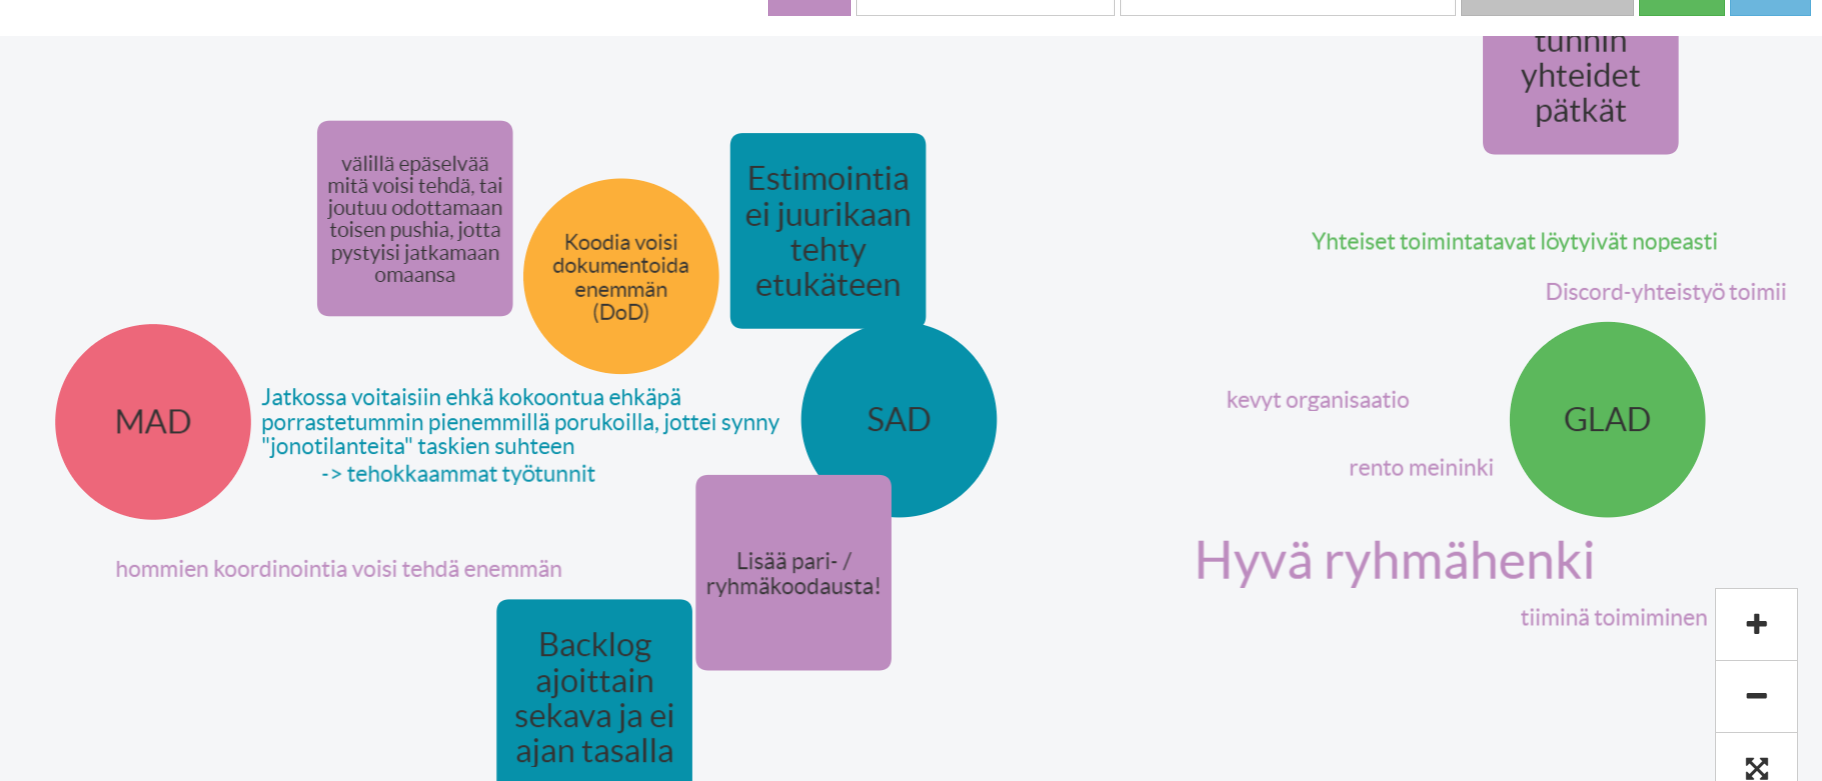 tunnin
yhteidet
pätkät
välillä epäselvää
mitä voisi tehdä, tai
joutuu odottamaan
toisen pushia, jotta
pystyisi jatkamaan
omaansa
Koodia voisi
dokumentoida
enemmän
(DoD)
Estimointia
ei juurikaan
tehty
etukäteen
Yhteiset toimintatavat löytyivät nopeasti
Discord-yhteistyö toimii
MAD
Jatkossa voitaisiin ehkä kokoontua ehkäpä
porrastetummin pienemmillä porukoilla, jottei synny
"jonotilanteita" taskien suhteen
-> tehokkaammat työtunnit
SAD
kevyt organisaatio
GLAD
rento meininki
hommien koordinointia voisi tehdä enemmän
Lisää pari- /
ryhmäkoodausta!
Hyvä ryhmähenki
tiiminä toimiminen
Backlog
ajoittain
sekava ja ei
ajan tasalla